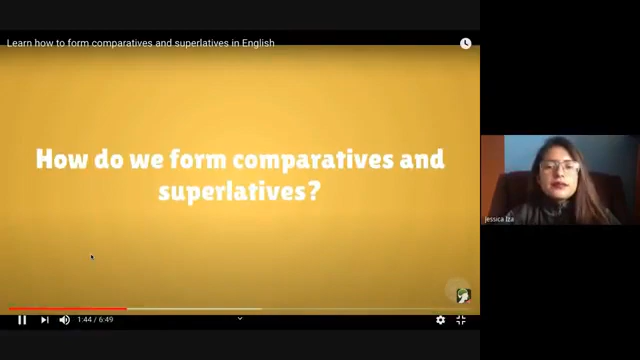 Learn how to form comparatives and superlatives in English
How do we form comparatives and
superlatives?
Jessica Iza
1:44 / 6:49